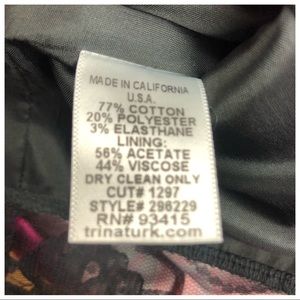 MADE IN CALIFORNIA
U.S.A.
77% COTTON
20% POLYESTER
3% ELASTHANE
LINING:
56% ACETATE
44% VISCOSE
DRY CLEAN ONLY
CUT# 1297
STYLE# 296229
RN# 93415
trinaturk.com